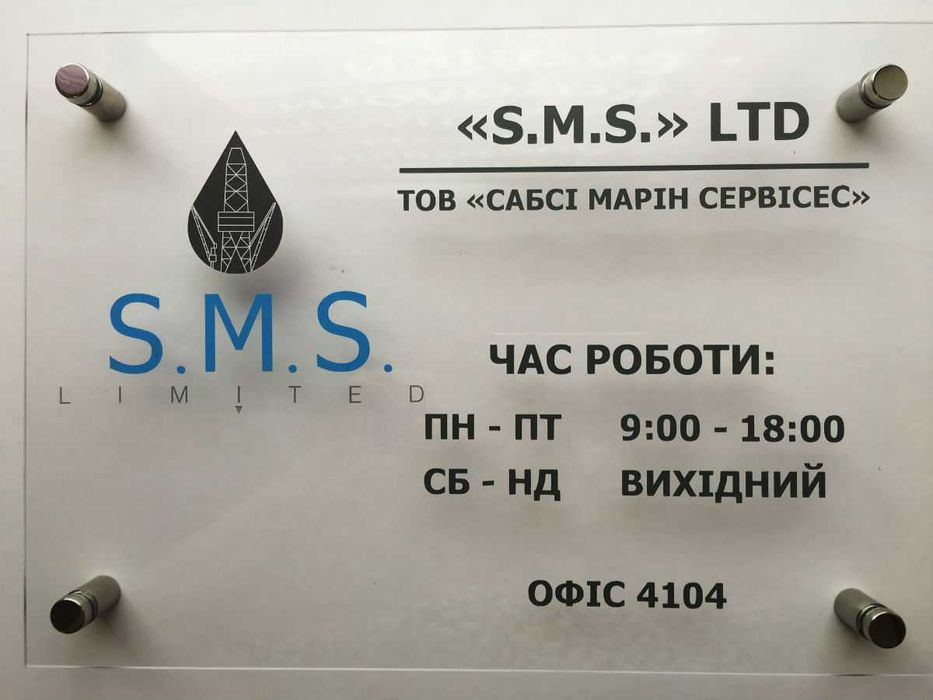 «S.M.S.» LTD
ТОВ «САБСІ МАРІН СЕРВІСЕС»
S.M.S.
LIMITED
ЧАС РОБОТИ:
ПН - ПТ 9:00 - 18:00
СБ - НД ВИХІДНИЙ
ОФІС 4104